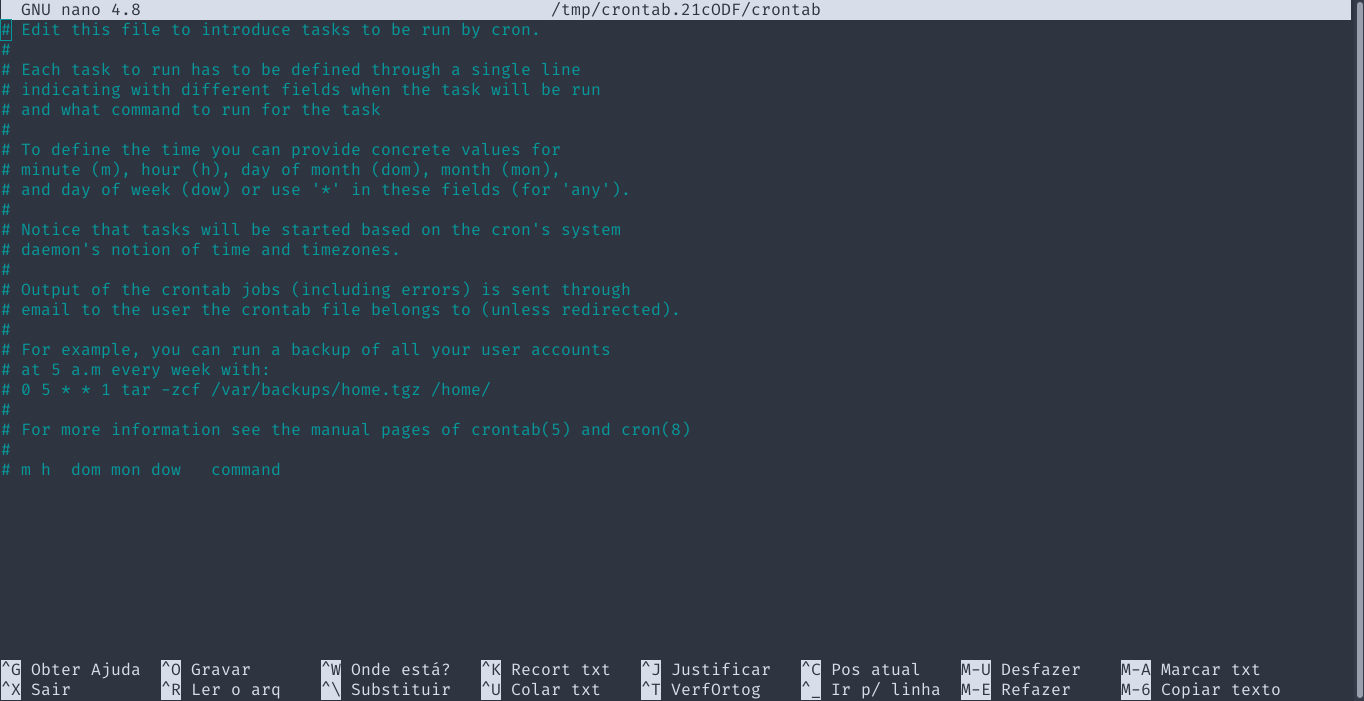 GNU nano 4.8 /tmp/crontab.21cODF/crontab
# Edit this file to introduce tasks to be run by cron.
#
# Each task to run has to be defined through a single line
# indicating with different fields when the task will be run
# and what command to run for the task
#
# To define the time you can provide concrete values for
# minute (m), hour (h), day of month (dom), month (mon),
# and day of week (dow) or use '*' in these fields (for 'any').
#
# Notice that tasks will be started based on the cron's system
# daemon's notion of time and timezones.
#
# Output of the crontab jobs (including errors) is sent through
# email to the user the crontab file belongs to (unless redirected).
#
# For example, you can run a backup of all your user accounts
# at 5 a.m every week with:
# 0 5 * * 1 tar -zcf /var/backups/home.tgz /home/
#
# For more information see the manual pages of crontab(5) and cron(8)
#
# m h  dom mon dow   command
^G Obter Ajuda ^O Gravar ^W Onde está? ^K Recort txt ^J Justificar ^C Pos atual M-U Desfazer M-A Marcar txt
^X Sair ^R Ler o arq ^\ Substituir ^U Colar txt ^T VerfOrtog ^_ Ir p/ linha M-E Refazer M-6 Copiar texto